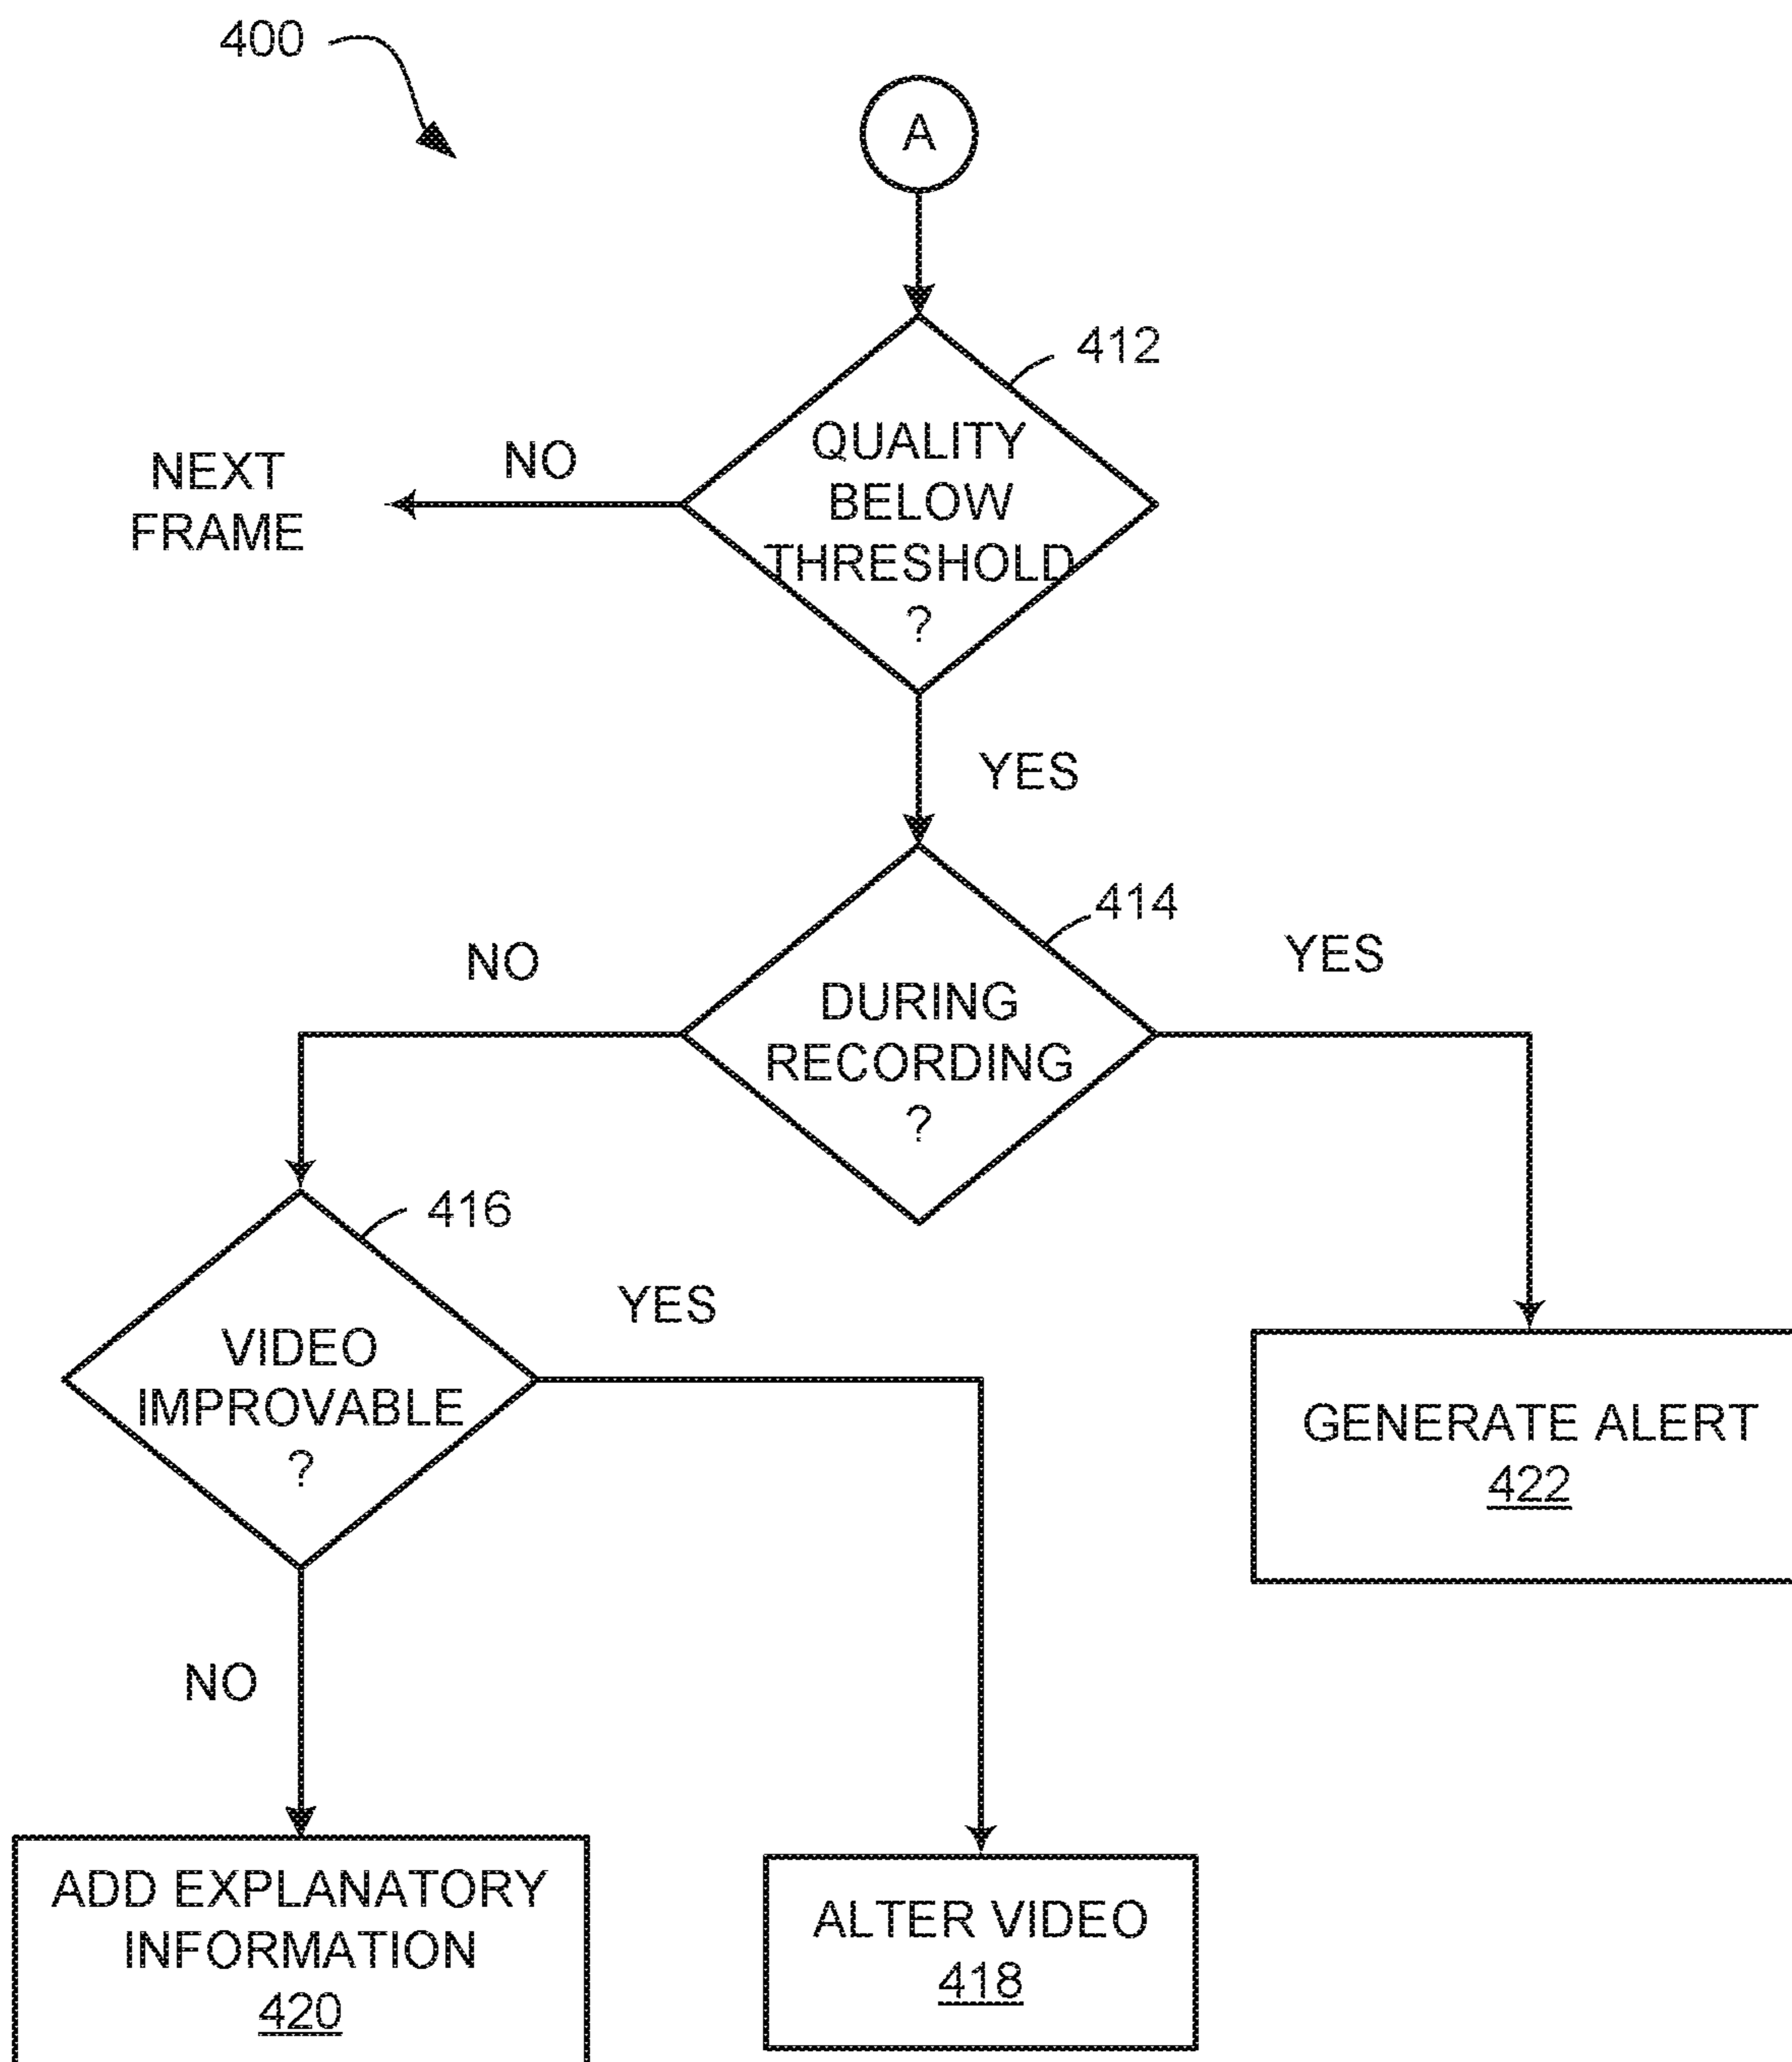 400
A
412
QUALITY
BELOW
THRESHOLD
?
NO
NEXT
FRAME
YES
414
DURING
RECORDING
?
NO
YES
416
VIDEO
IMPROVABLE
?
YES
NO
GENERATE ALERT
422
ADD EXPLANATORY
INFORMATION
420
ALTER VIDEO
418